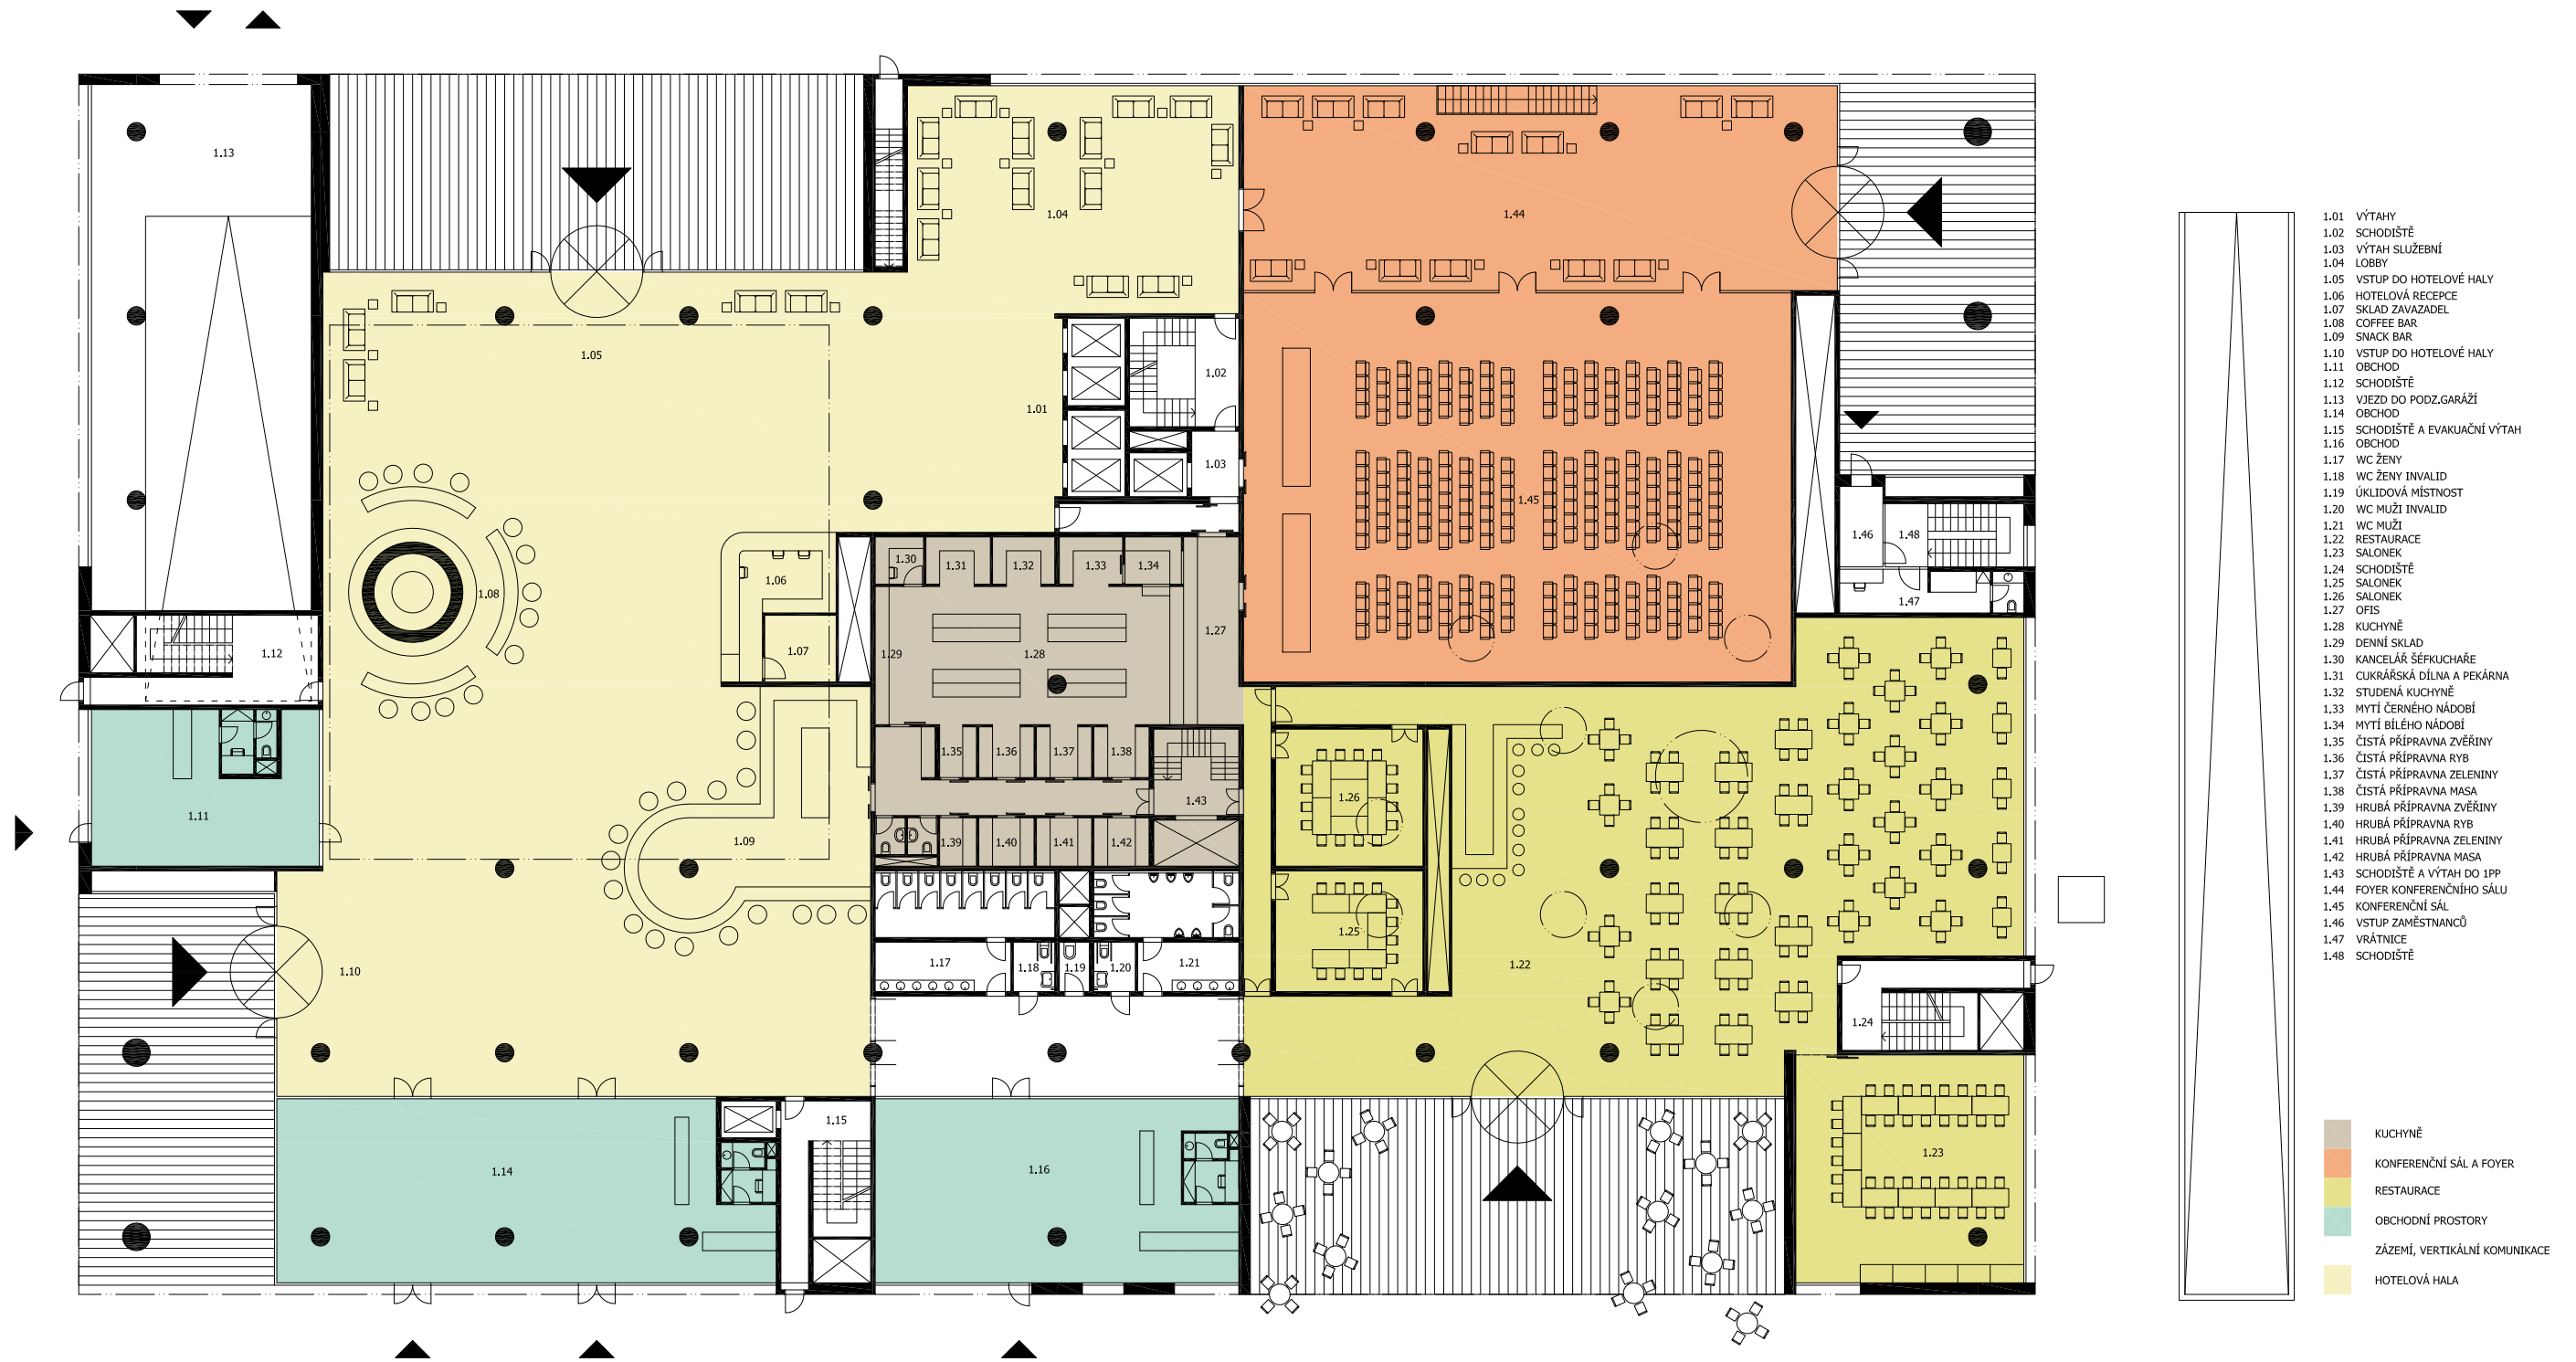 1.13
1.04
1.44
1.05
1.02
1.01
1.03
1.45
1.46
1.48
1.30
1.31
1.32
1.33
1.34
1.06
1.08
1.47
1.27
1.12
1.07
1.29
1.28
1.35
1.36
1.37
1.38
1.26
1.43
1.11
1.09
1.39
1.40
1.41
1.42
1.25
1.10
1.17
1.18
1.19
1.20
1.21
1.22
1.24
1.15
1.14
1.16
1.23
1.01 VÝTAHY
1.02 SCHODIŠTĚ
1.03 VÝTAH SLUŽEBNÍ
1.04 LOBBY
1.05 VSTUP DO HOTELOVÉ HALY
1.06 HOTELOVÁ RECEPCE
1.07 SKLAD ZAVAZADEL
1.08 COFFEE BAR
1.09 SNACK BAR
1.10 VSTUP DO HOTELOVÉ HALY
1.11 OBCHOD
1.12 SCHODIŠTĚ
1.13 VJEZD DO PODZ.GARÁŽÍ
1.14 OBCHOD
1.15 SCHODIŠTĚ A EVAKUAČNÍ VÝTAH
1.16 OBCHOD
1.17 WC ŽENY
1.18 WC ŽENY INVALID
1.19 ÚKLIDOVÁ MÍSTNOST
1.20 WC MUŽI INVALID
1.21 WC MUŽI
1.22 RESTAURACE
1.23 SALONEK
1.24 SCHODIŠTĚ
1.25 SALONEK
1.26 SALONEK
1.27 OFIS
1.28 KUCHYNĚ
1.29 DENNÍ SKLAD
1.30 KANCELÁŘ ŠÉFKUCHAŘE
1.31 CUKRÁŘSKÁ DÍLNA A PEKÁRNA
1.32 STUDENÁ KUCHYNĚ
1.33 MYTÍ ČERNÉHO NÁDOBÍ
1.34 MYTÍ BÍLÉHO NÁDOBÍ
1.35 ČISTÁ PŘÍPRAVNA ZVĚŘINY
1.36 ČISTÁ PŘÍPRAVNA RYB
1.37 ČISTÁ PŘÍPRAVNA ZELENINY
1.38 ČISTÁ PŘÍPRAVNA MASA
1.39 HRUBÁ PŘÍPRAVNA ZVĚŘINY
1.40 HRUBÁ PŘÍPRAVNA RYB
1.41 HRUBÁ PŘÍPRAVNA ZELENINY
1.42 HRUBÁ PŘÍPRAVNA MASA
1.43 SCHODIŠTĚ A VÝTAH DO 1PP
1.44 FOYER KONFERENČNÍHO SÁLU
1.45 KONFERENČNÍ SÁL
1.46 VSTUP ZAMĚSTNANCŮ
1.47 VRÁTNICE
1.48 SCHODIŠTĚ
KUCHYNĚ
KONFERENČNÍ SÁL A FOYER
RESTAURACE
OBCHODNÍ PROSTORY
ZÁZEMÍ, VERTIKÁLNÍ KOMUNIKACE
HOTELOVÁ HALA